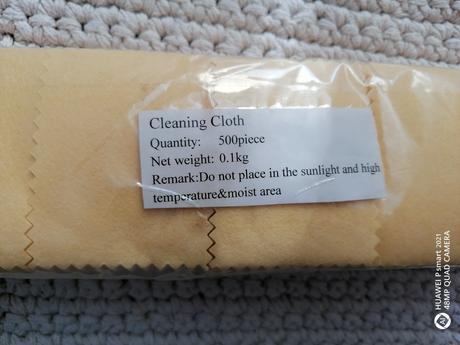 Cleaning Cloth
Quantity: 500piece
Net weight: 0.1kg
Remark:Do not place in the sunlight and high
temperature&moist area
HUAWEI P smart 2021
48MP QUAD CAMERA
AI